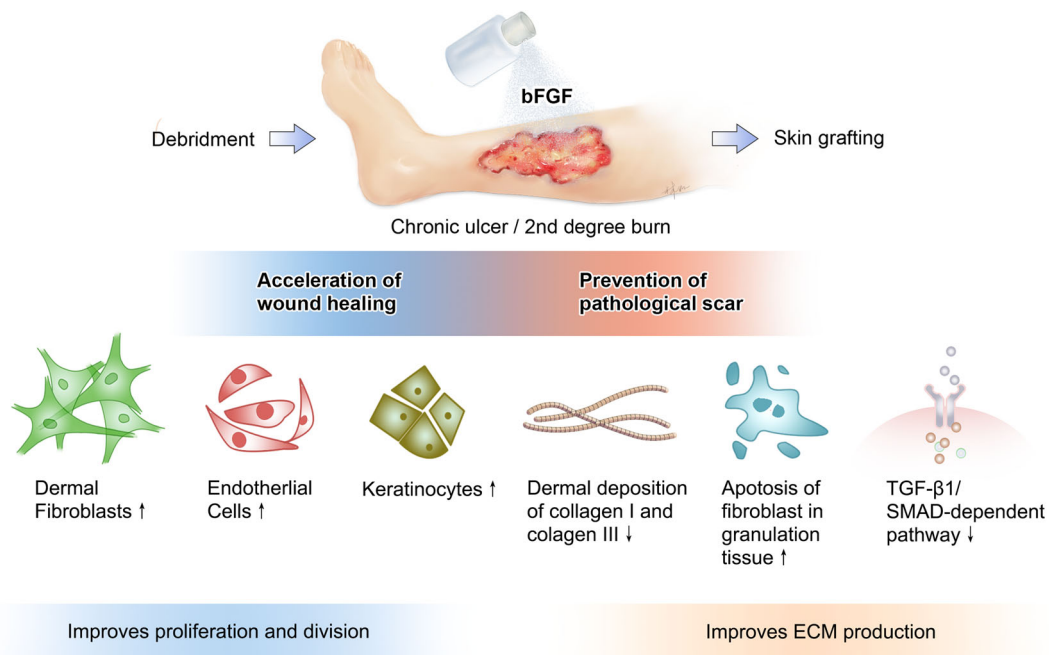 bFGF
Debridment
Skin grafting
Chronic ulcer / 2nd degree burn
Acceleration of
wound healing
Prevention of
pathological scar
Dermal
Fibroblasts ↑
Endotherlial
Cells ↑
Keratinocytes ↑
Dermal deposition
of collagen I and
colagen III ↓
Apotosis of
fibroblast in
granulation
tissue ↑
TGF-β1/
SMAD-dependent
pathway ↓
Improves proliferation and division
Improves ECM production